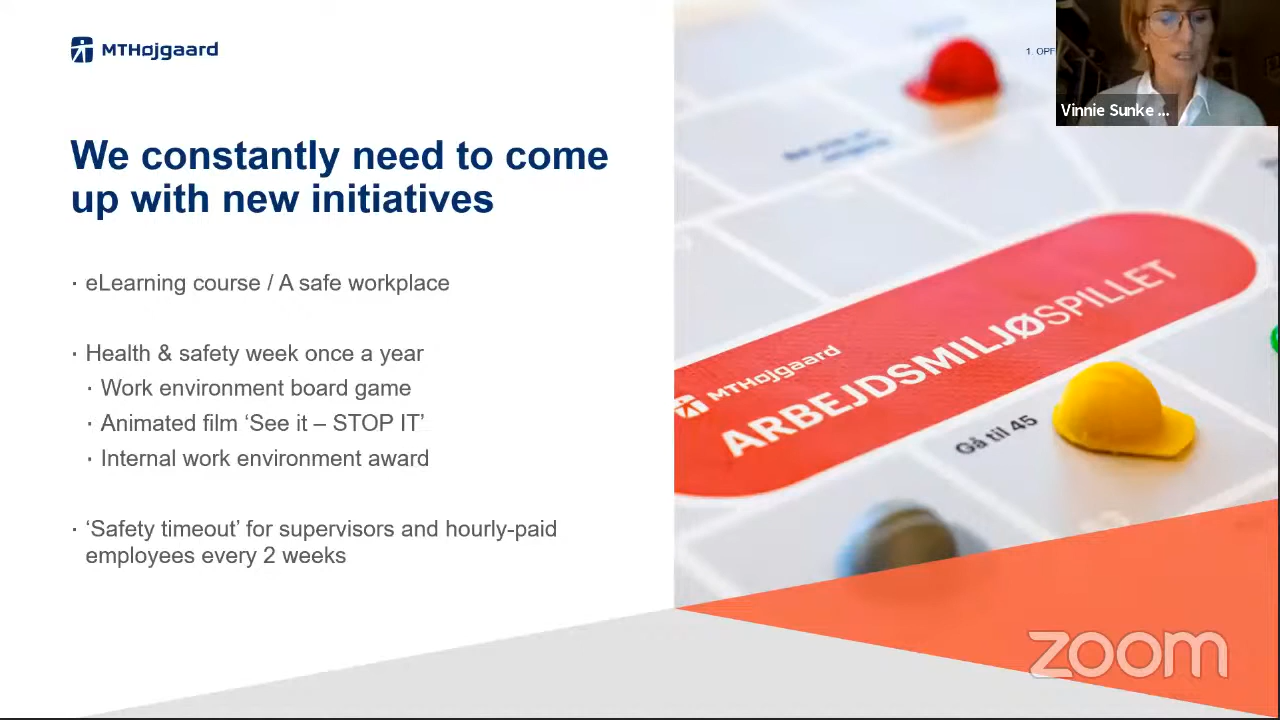 MTHøjgaard
1. OPF
Vinnie Sunke ...
We constantly need to come
up with new initiatives
· eLearning course / A safe workplace
· Health & safety week once a year
· Work environment board game
· Animated film ‘See it – STOP IT’
· Internal work environment award
· ‘Safety timeout’ for supervisors and hourly-paid
employees every 2 weeks
MTHøjgaard
ARBEJDSMILJØSPILLET
Gå til 45
zoom